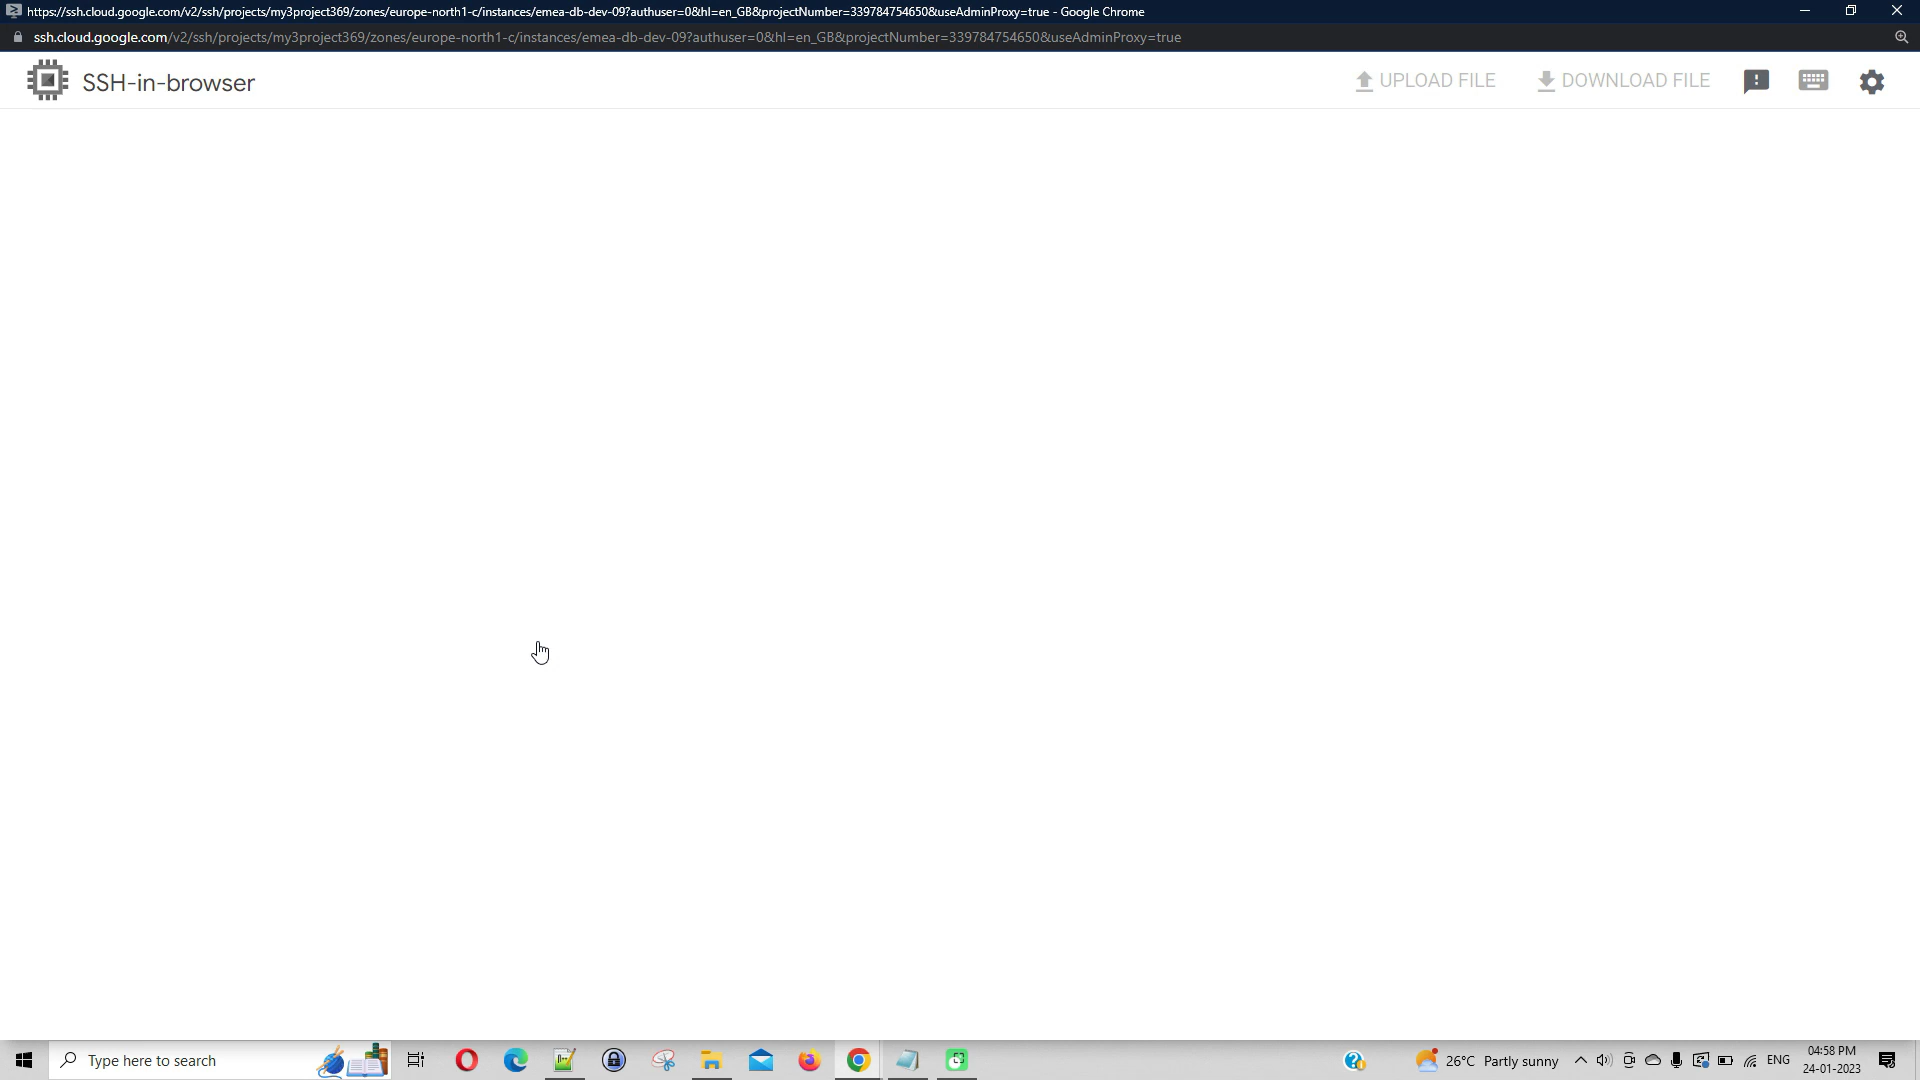 https://ssh.cloud.google.com/v2/ssh/projects/my3project369/zones/europe-north1-c/instances/emea-db-dev-09?authuser=0&hl=en_GB&projectNumber=339784754650&useAdminProxy=true - Google Chrome
ssh.cloud.google.com/v2/ssh/projects/my3project369/zones/europe-north1-c/instances/emea-db-dev-09?authuser=0&hl=en_GB&projectNumber=339784754650&useAdminProxy=true
SSH-in-browser
UPLOAD FILE
DOWNLOAD FILE
Type here to search
26°C Partly sunny
ENG
04:58 PM
24-01-2023